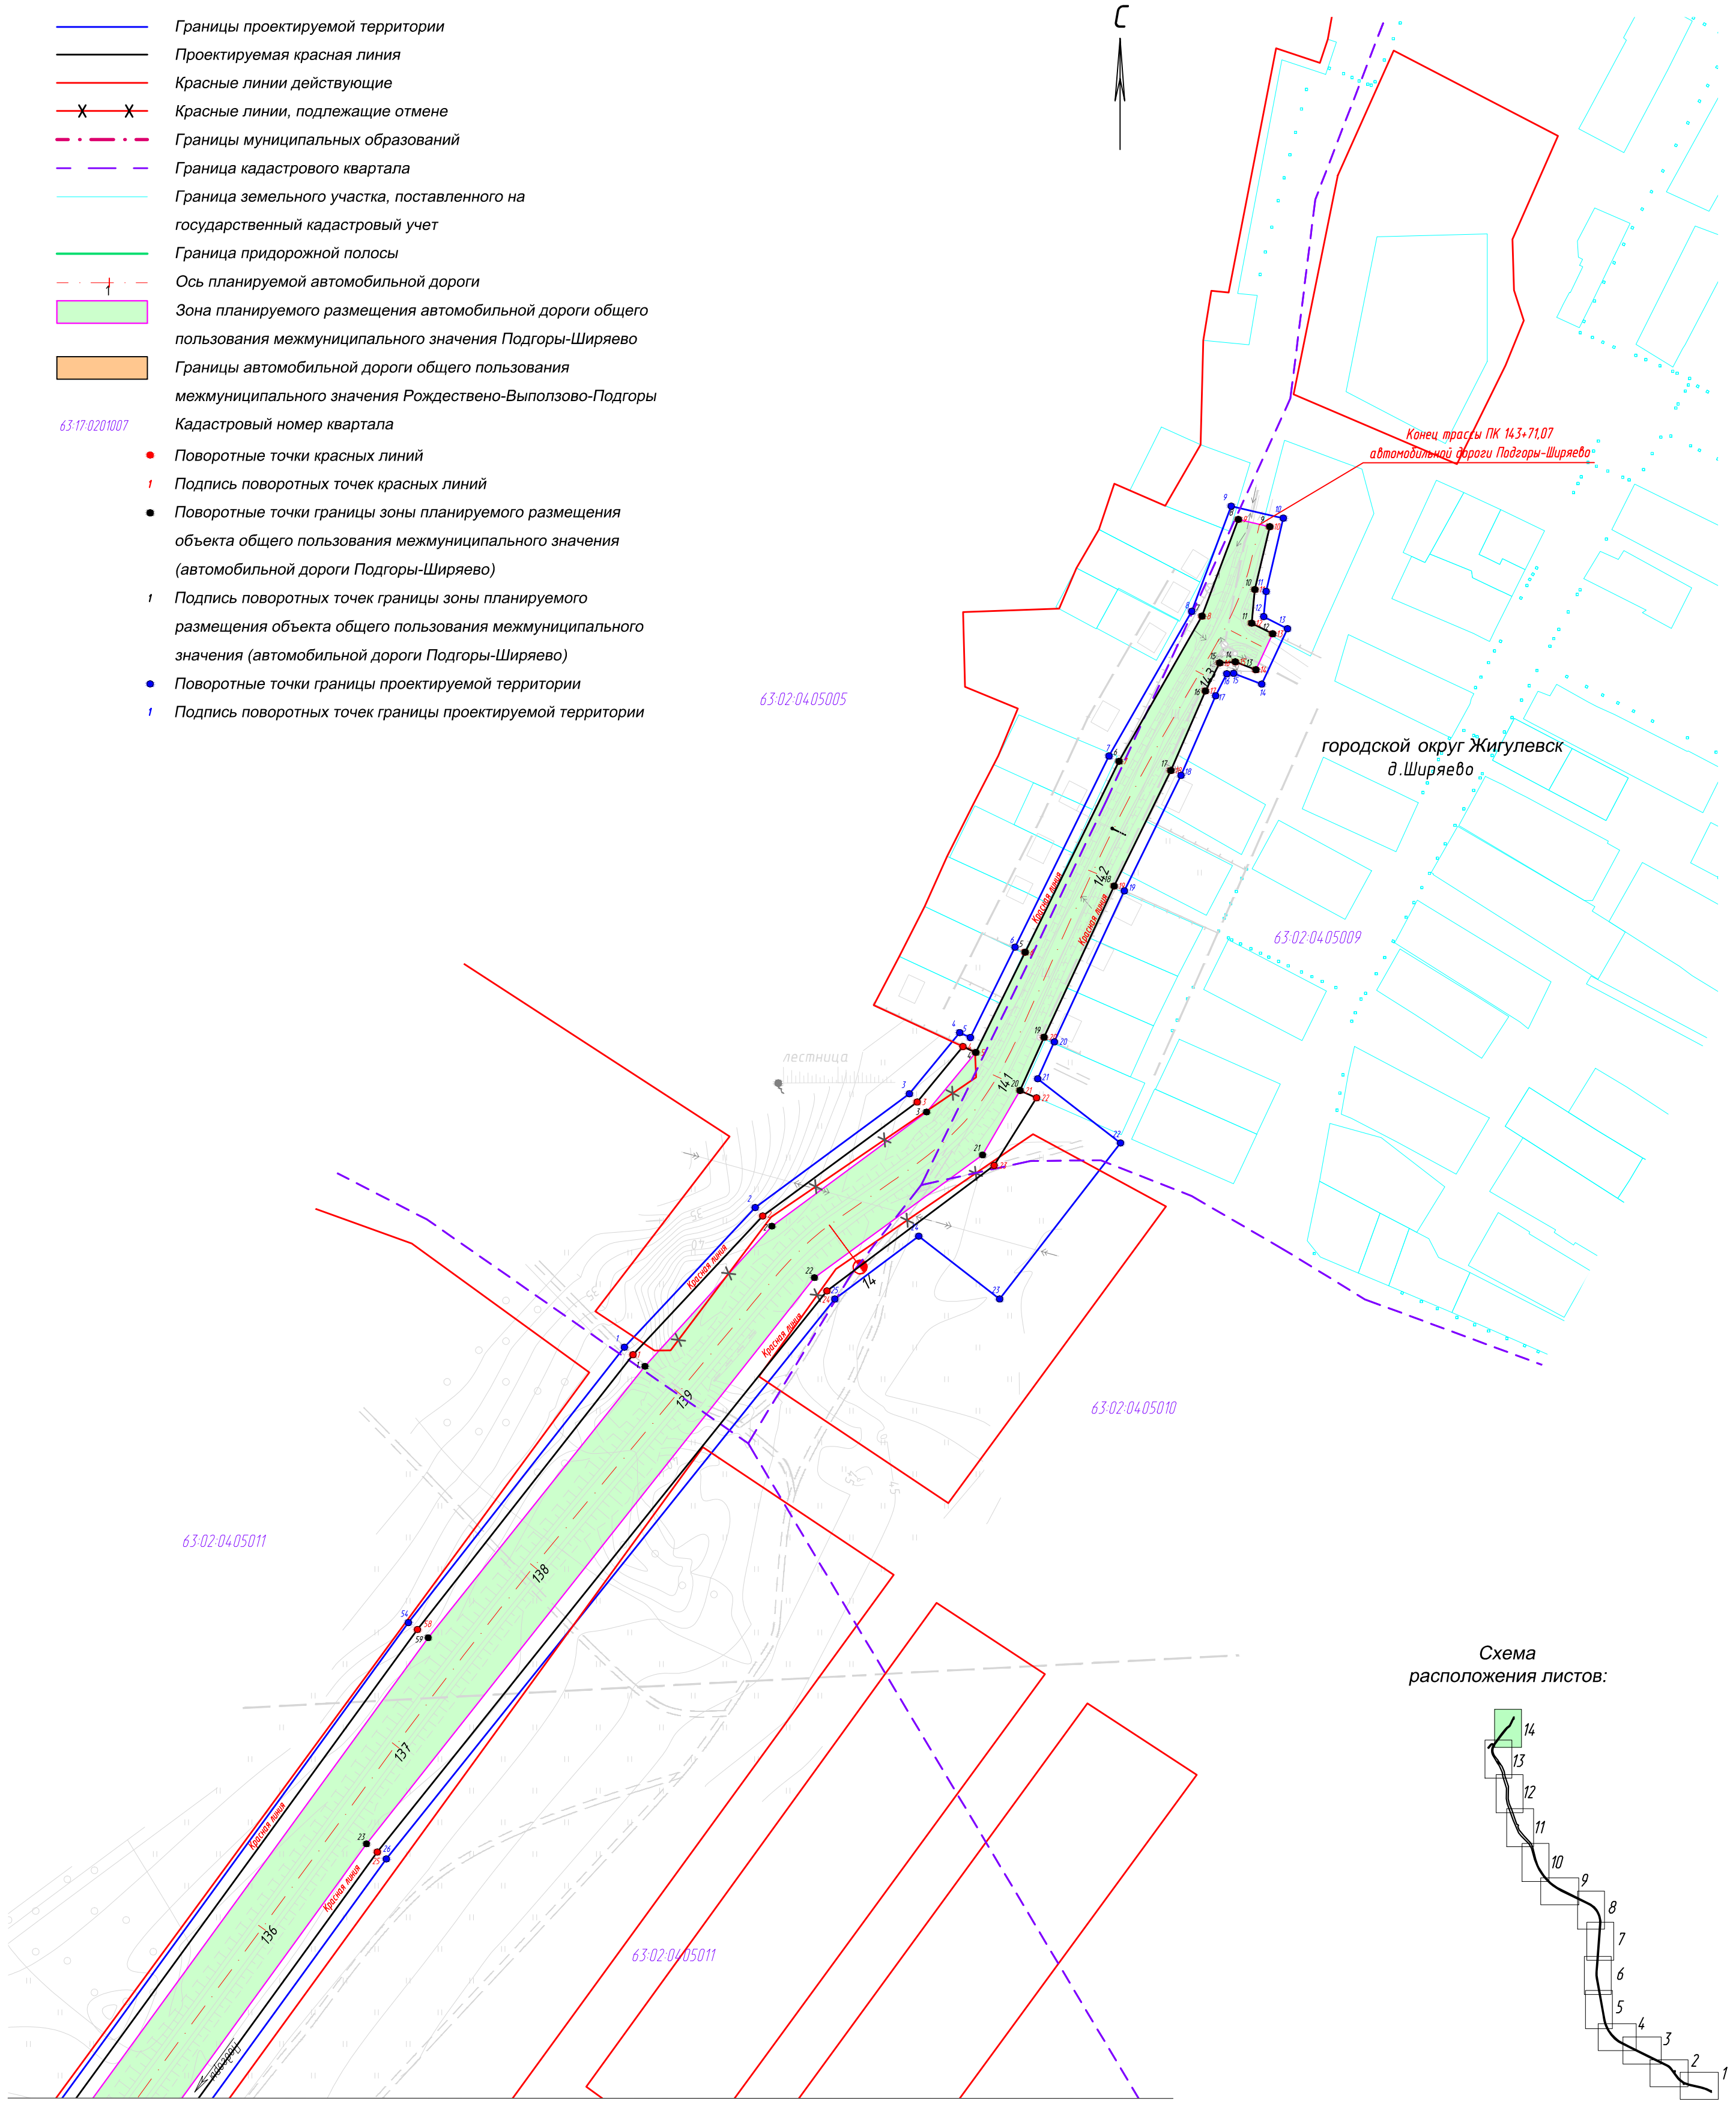 Границы проектируемой территории
Проектируемая красная линия
Красные линии действующие
Красные линии, подлежащие отмене
Границы муниципальных образований
Граница кадастрового квартала
Граница земельного участка, поставленного на
государственный кадастровый учет
Граница придорожной полосы
1
Ось планируемой автомобильной дороги
Зона планируемого размещения автомобильной дороги общего
пользования межмуниципального значения Подгоры-Ширяево
Границы автомобильной дороги общего пользования
межмуниципального значения Рождествено-Выползово-Подгоры
63:17:0201007 Кадастровый номер квартала
Поворотные точки красных линий
1 Подпись поворотных точек красных линий
Поворотные точки границы зоны планируемого размещения
объекта общего пользования межмуниципального значения
(автомобильной дороги Подгоры-Ширяево)
1 Подпись поворотных точек границы зоны планируемого
размещения объекта общего пользования межмуниципального
значения (автомобильной дороги Подгоры-Ширяево)
Поворотные точки границы проектируемой территории
1 Подпись поворотных точек границы проектируемой территории
С
Конец трассы ПК 143+71,07
автомобильной дороги Подгоры-Ширяево
63:02:0405005
городской округ Жигулевск
д.Ширяево
63:02:0405009
143
142
Красная линия
Красная линия
лестница
141
14
Красная линия
Красная линия
139
63:02:0405010
63:02:0405011
138
137
Красная линия
Красная линия
136
63:02:0405011
Подгоры
Схема
расположения листов:
14
13
12
11
10
9
8
7
6
5
4
3
2
1